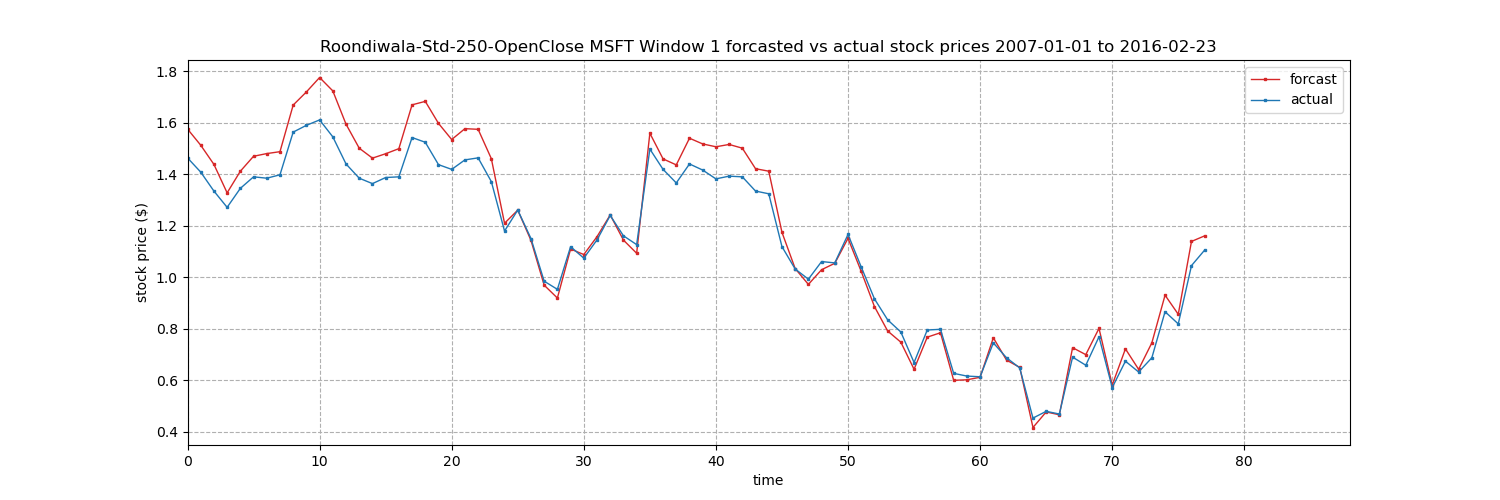 Roondiwala-Std-250-OpenClose MSFT Window 1 forcasted vs actual stock prices 2007-01-01 to 2016-02-23
forcast
actual
stock price ($)
1.8
1.6
1.4
1.2
1.0
0.8
0.6
0.4
0 10 20 30 40 50 60 70 80
time